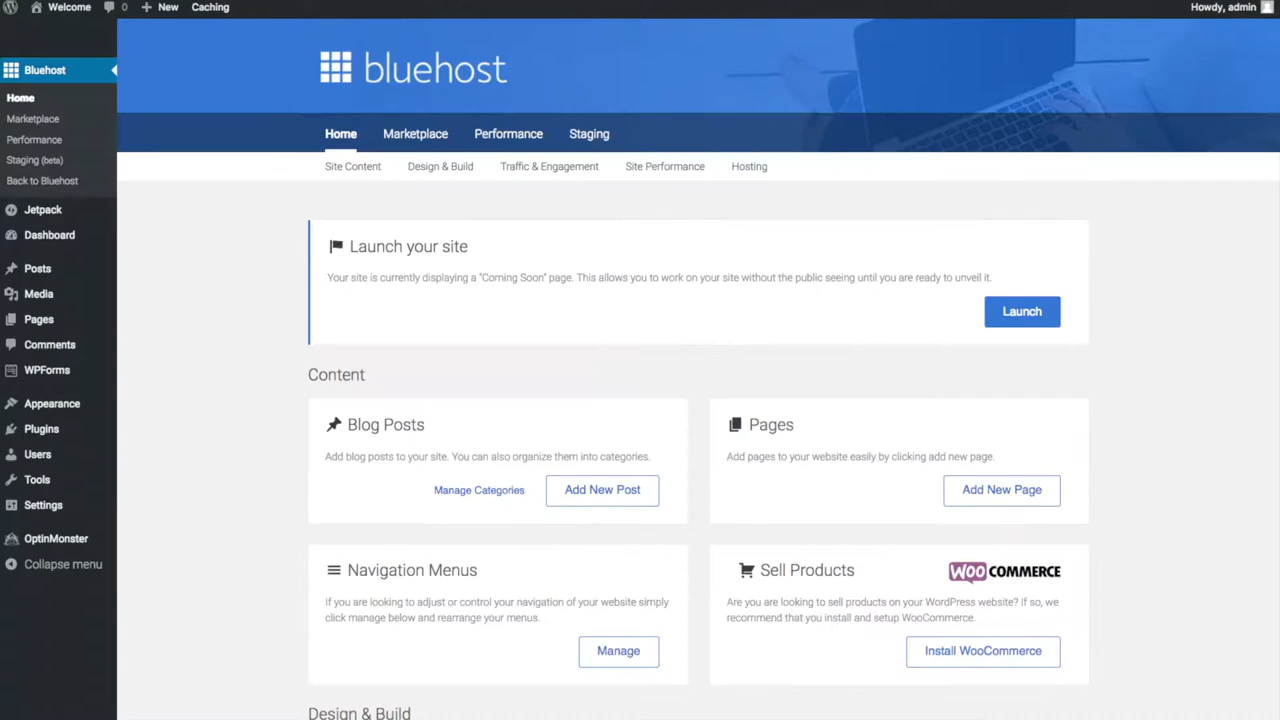 Welcome 0 New Caching Howdy, admin
bluehost
Bluehost
Home
Marketplace
Performance
Staging (beta)
Back to Bluehost
Jetpack
Dashboard
Posts
Media
Pages
Comments
WPForms
Appearance
Plugins
Users
Tools
Settings
OptinMonster
Collapse menu
Home Marketplace Performance Staging
Site Content Design & Build Traffic & Engagement Site Performance Hosting
Launch your site
Your site is currently displaying a "Coming Soon" page. This allows you to work on your site without the public seeing until you are ready to unveil it.
Launch
Content
Blog Posts
Add blog posts to your site. You can also organize them into categories.
Manage Categories Add New Post
Pages
Add pages to your website easily by clicking add new page.
Add New Page
Navigation Menus
If you are looking to adjust or control your navigation of your website simply
click manage below and rearrange your menus.
Manage
Sell Products WOOCOMMERCE
Are you are looking to sell products on your WordPress website? If so, we
recommend that you install and setup WooCommerce.
Install WooCommerce
Design & Build